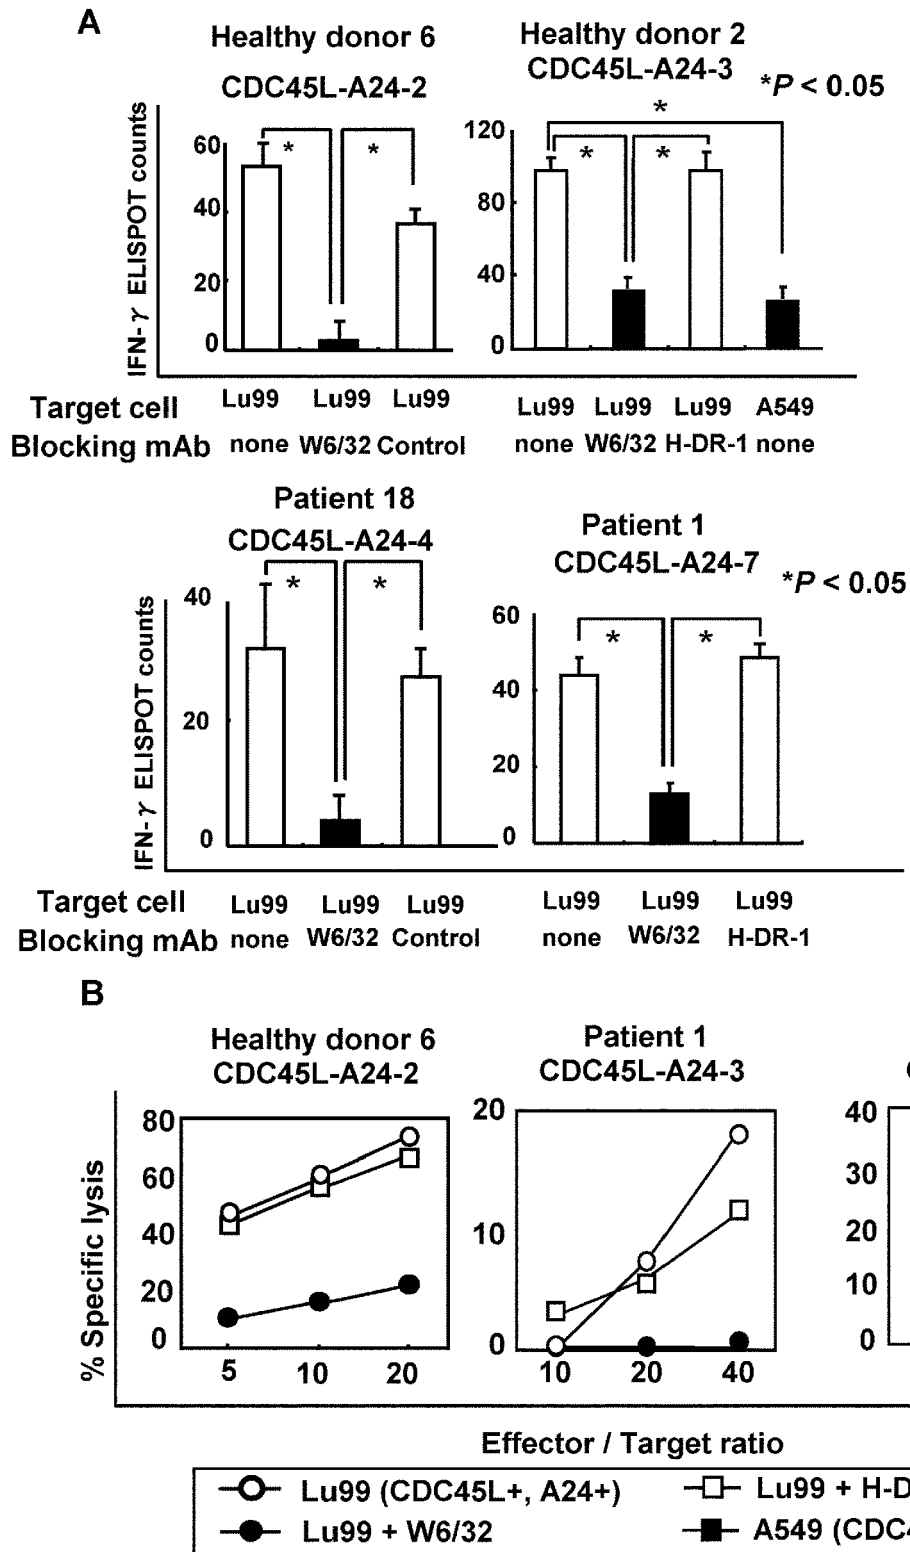 A
Healthy donor 6
CDC45L-A24-2
Healthy donor 2
CDC45L-A24-3
*P < 0.05
IFN-γ ELISPOT counts
60
40
20
0
* *
120
80
40
0
*
* *
Target cell Lu99 Lu99 Lu99 Lu99 Lu99 Lu99 A549
Blocking mAb none W6/32 Control none W6/32 H-DR-1 none
Patient 18
CDC45L-A24-4
Patient 1
CDC45L-A24-7
*P < 0.05
IFN-γ ELISPOT counts
40
20
0
* *
60
40
20
0
* *
Target cell Lu99 Lu99 Lu99 Lu99 Lu99 Lu99
Blocking mAb none W6/32 Control none W6/32 H-DR-1
B
Healthy donor 6
CDC45L-A24-2
Patient 1
CDC45L-A24-3
% Specific lysis
80
60
40
20
0
5 10 20
20
10
0
10 20 40
40
30
20
10
0
Effector / Target ratio
Lu99 (CDC45L+, A24+)
Lu99 + H-D
Lu99 + W6/32
A549 (CDC4